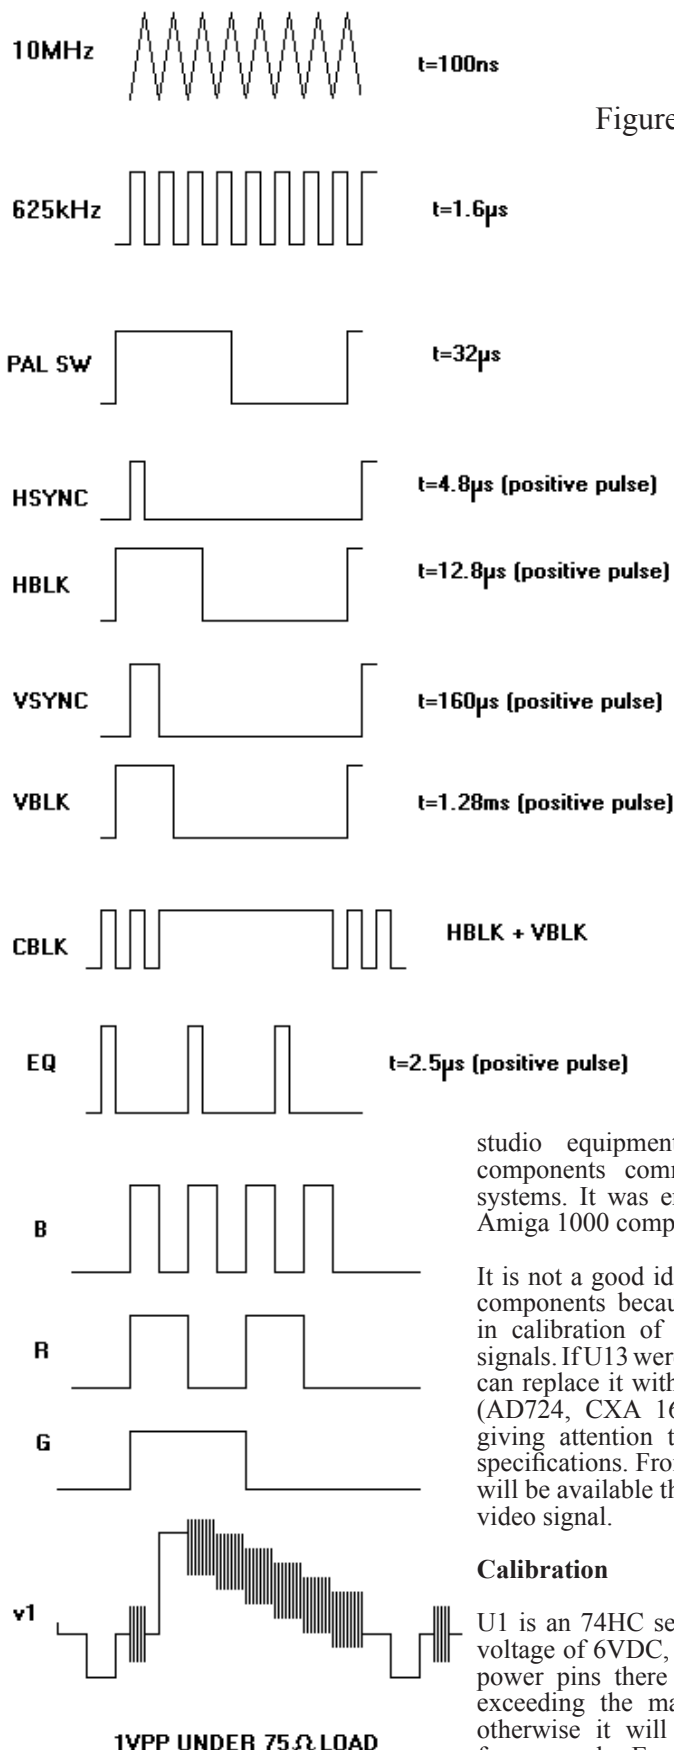 10MHz
t=100ns
Figure
625kHz
t=1.6µs
PAL SW
t=32µs
HSYNC
t=4.8µs (positive pulse)
HBLK
t=12.8µs (positive pulse)
VSYNC
t=160µs (positive pulse)
VBLK
t=1.28ms (positive pulse)
CBLK
HBLK + VBLK
EQ
t=2.5µs (positive pulse)
B
R
G
v1
1VPP UNDER 75Ω LOAD
studio equipment
components comm
systems. It was e
Amiga 1000 comp
It is not a good id
components becau
in calibration of
signals. If U13 were
can replace it with
(AD724, CXA 16
giving attention t
specifications. Fro
will be available th
video signal.
Calibration
U1 is an 74HC se
voltage of 6VDC,
power pins there
exceeding the ma
otherwise it will